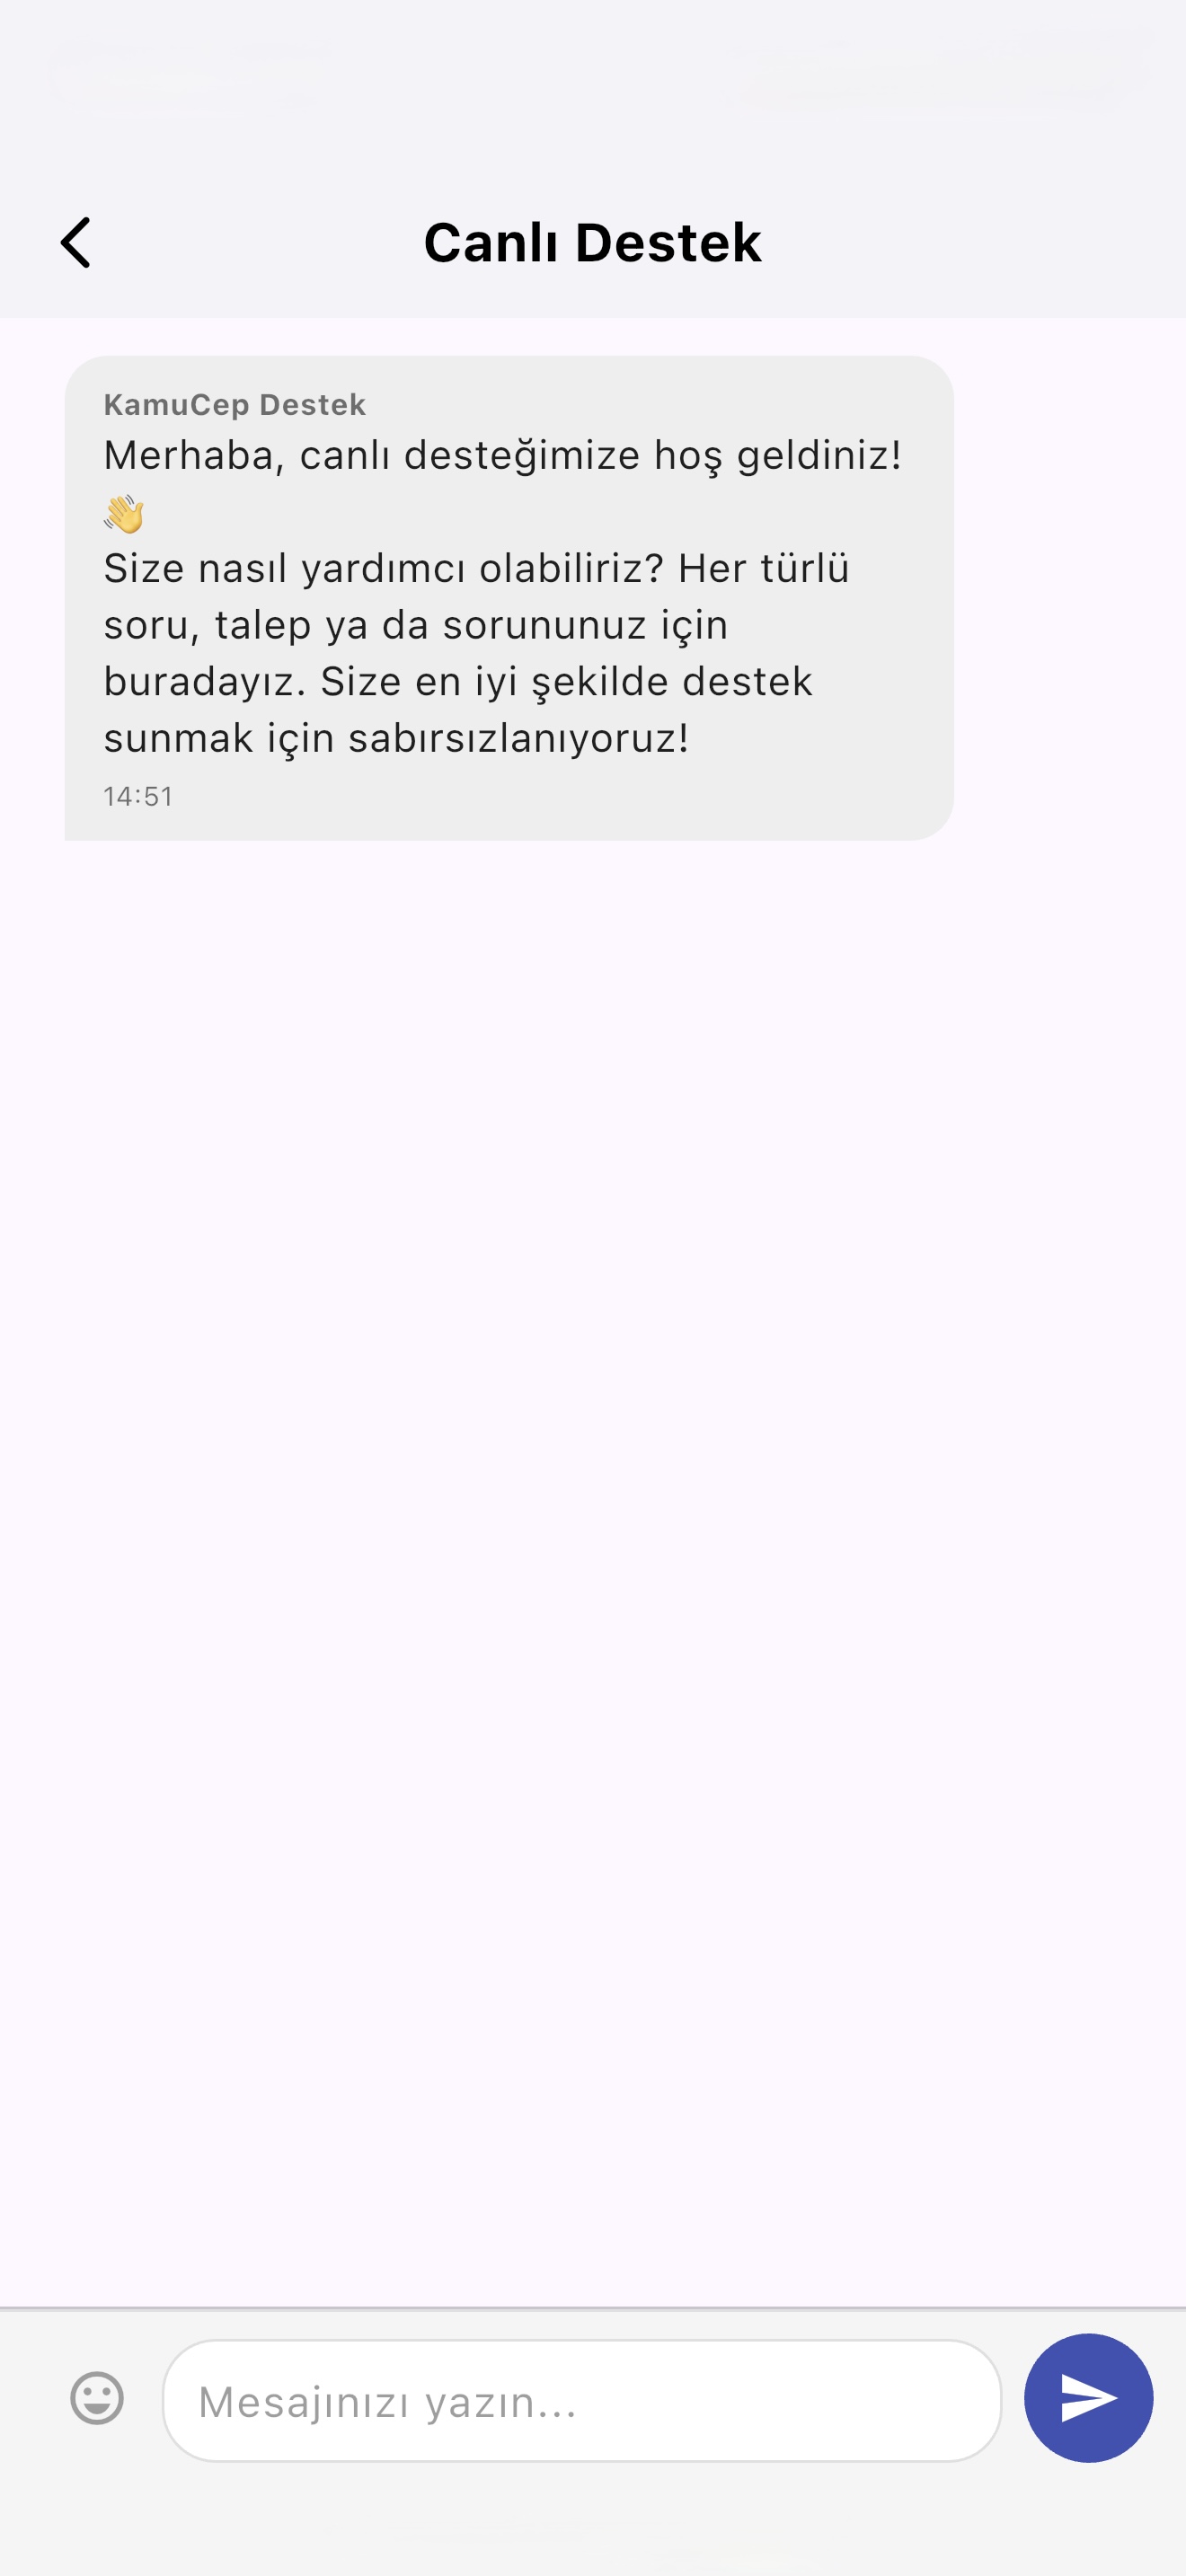 Canlı Destek
KamuCep Destek
Merhaba, canlı desteğimize hoş geldiniz!
👋
Size nasıl yardımcı olabiliriz? Her türlü
soru, talep ya da sorununuz için
buradayız. Size en iyi şekilde destek
sunmak için sabırsızlanıyoruz!
14:51
Mesajınızı yazın...